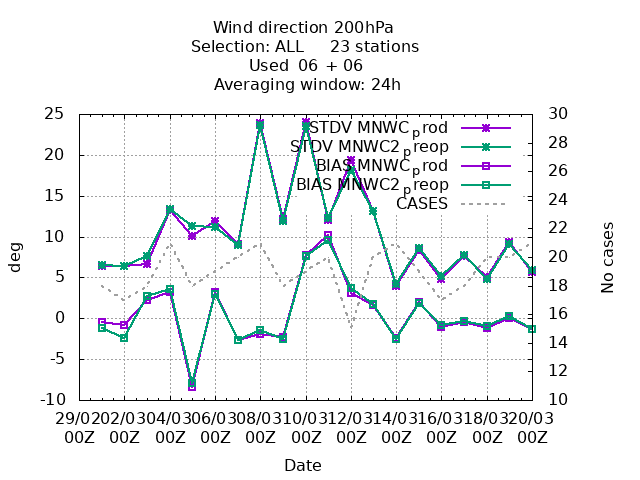 Wind direction 200hPa
Selection: ALL 23 stations
Used 06 + 06
Averaging window: 24h
STDV MNWC_prod
STDV MNWC2_preop
BIAS MNWC_prod
BIAS MNWC2_preop
CASES
25
20
15
10
5
0
-5
-10
deg
30
28
26
24
22
20
18
16
14
12
10
No cases
29/02 02/03 04/03 06/03 08/03 10/03 12/03 14/03 16/03 18/03 20/03
00Z 00Z 00Z 00Z 00Z 00Z 00Z 00Z 00Z 00Z 00Z
Date